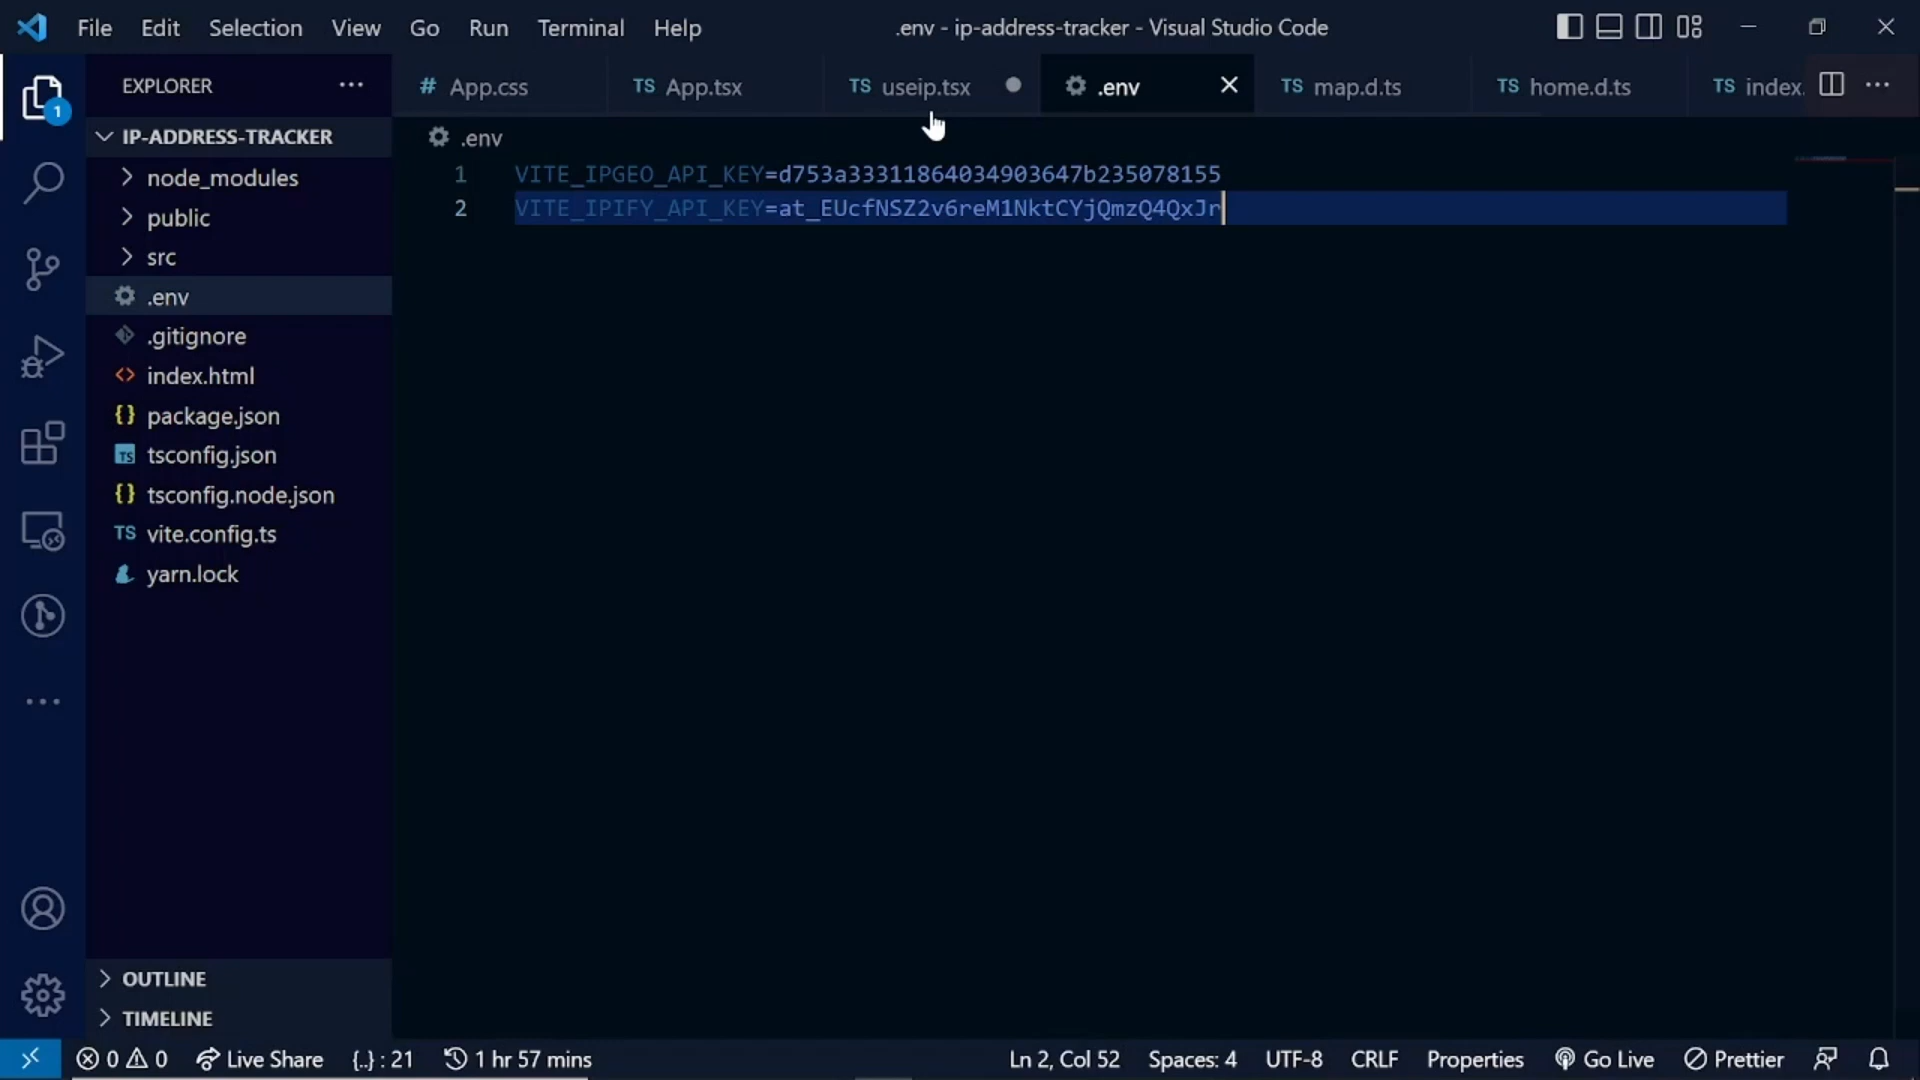 File Edit Selection View Go Run Terminal Help .env - ip-address-tracker - Visual Studio Code
EXPLORER ···
# App.css TS App.tsx TS useip.tsx .env TS map.d.ts TS home.d.ts TS index.
1
IP-ADDRESS-TRACKER
.env
node_modules
public
src
.env
.gitignore
<> index.html
{} package.json
TS tsconfig.json
{} tsconfig.node.json
TS vite.config.ts
yarn.lock
1 VITE_IPGEO_API_KEY=d753a33311864034903647b235078155
2 VITE_IPIFY_API_KEY=at_EUcfNSZ2v6reM1NktCYjQmzQ4QxJr
OUTLINE
TIMELINE
0 0 Live Share {..} : 21 1 hr 57 mins Ln 2, Col 52 Spaces: 4 UTF-8 CRLF Properties Go Live Prettier